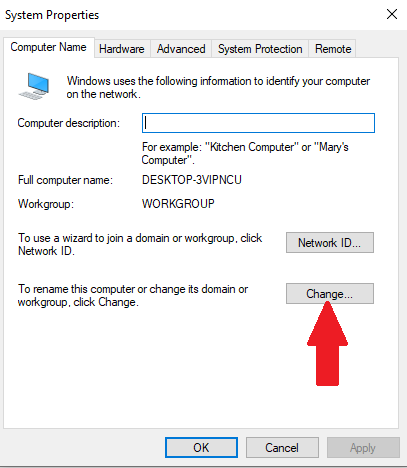 System Properties
Computer Name Hardware Advanced System Protection Remote
Windows uses the following information to identify your computer
on the network.
Computer description:
For example: "Kitchen Computer" or "Mary's
Computer".
Full computer name: DESKTOP-3VIPNCU
Workgroup: WORKGROUP
To use a wizard to join a domain or workgroup, click
Network ID.
Network ID...
To rename this computer or change its domain or
workgroup, click Change.
Change...
OK Cancel Apply